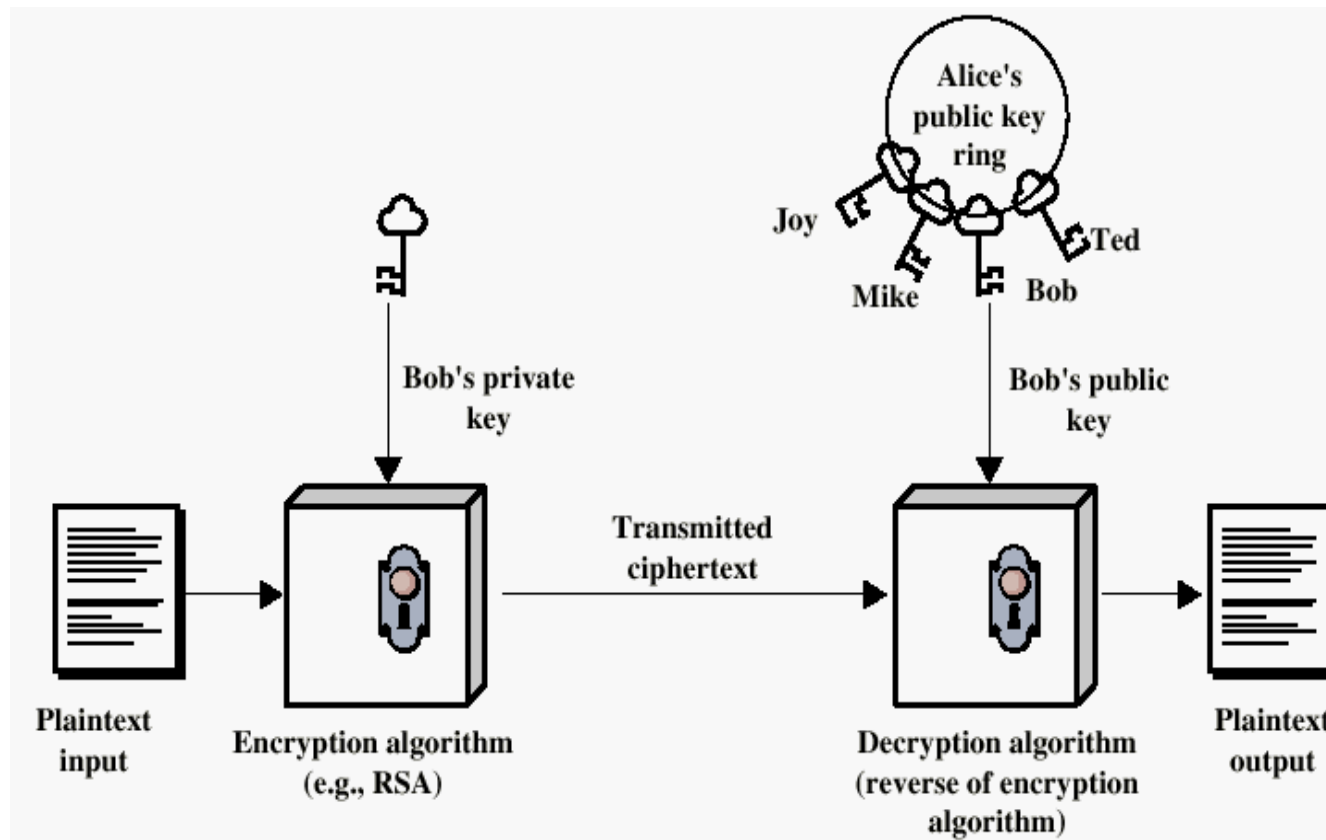 Alice's
public key
ring
Joy
Ted
Mike
Bob
Bob's private
key
Bob's public
key
Transmitted
ciphertext
Plaintext
input
Encryption algorithm
(e.g., RSA)
Decryption algorithm
(reverse of encryption
algorithm)
Plaintext
output